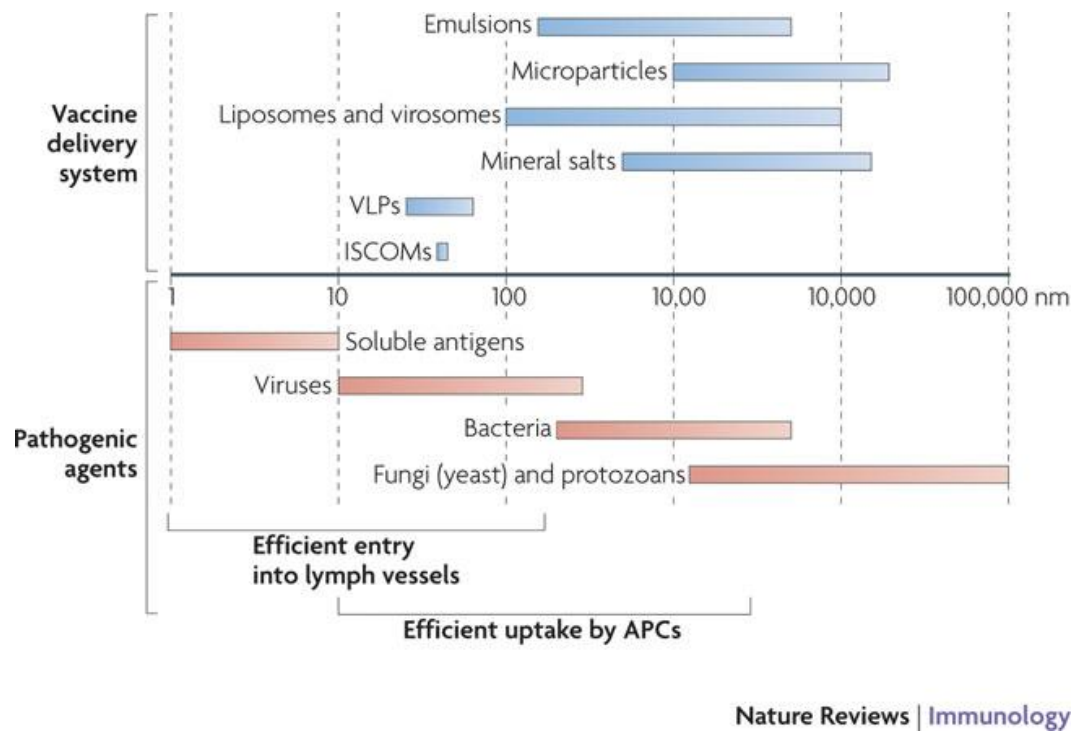 Emulsions
Microparticles
Liposomes and virosomes
Mineral salts
VLPs
ISCOMs
Vaccine
delivery
system
1 10 100 10,00 10,000 100,000 nm
Soluble antigens
Viruses
Bacteria
Fungi (yeast) and protozoans
Pathogenic
agents
Efficient entry
into lymph vessels
Efficient uptake by APCs
Nature Reviews | Immunology